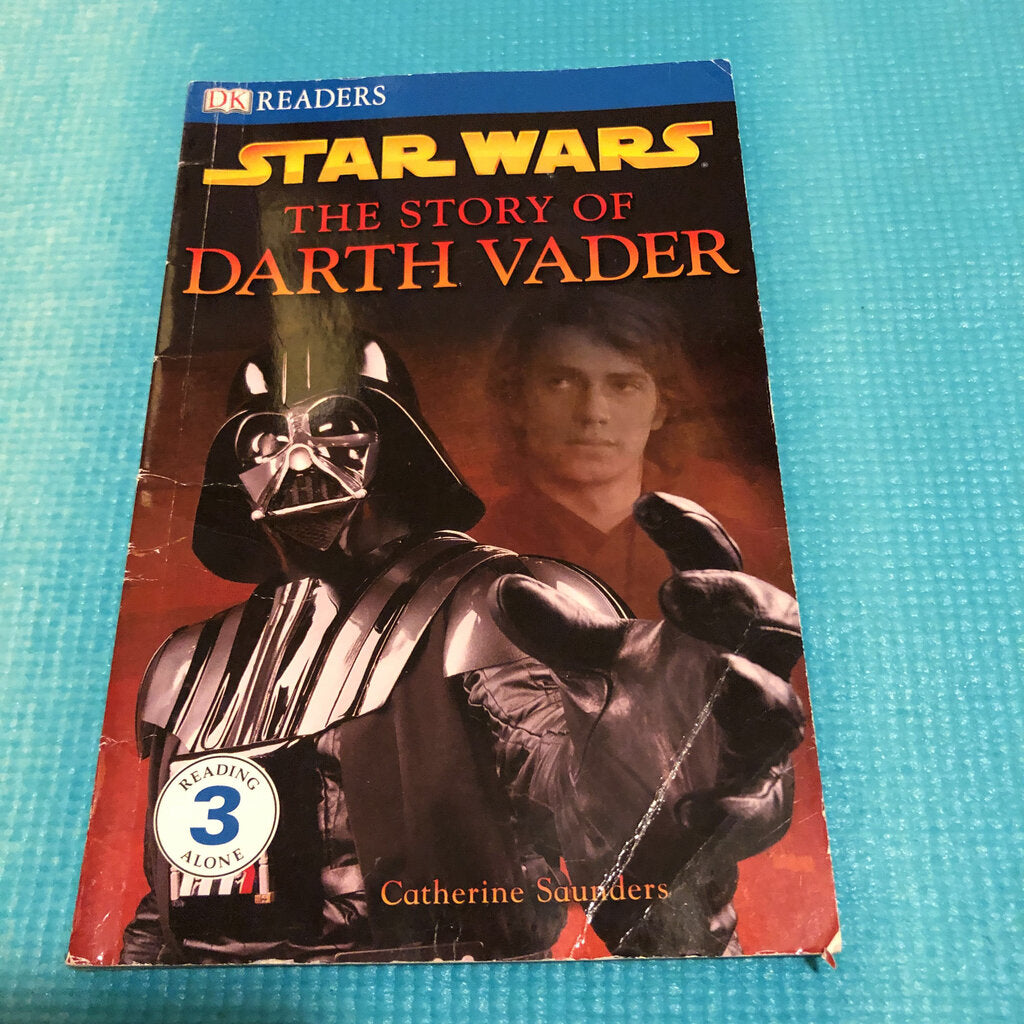 DK READERS
STAR WARS
THE STORY OF
DARTH VADER
READING
3
ALONE
Catherine Saunders